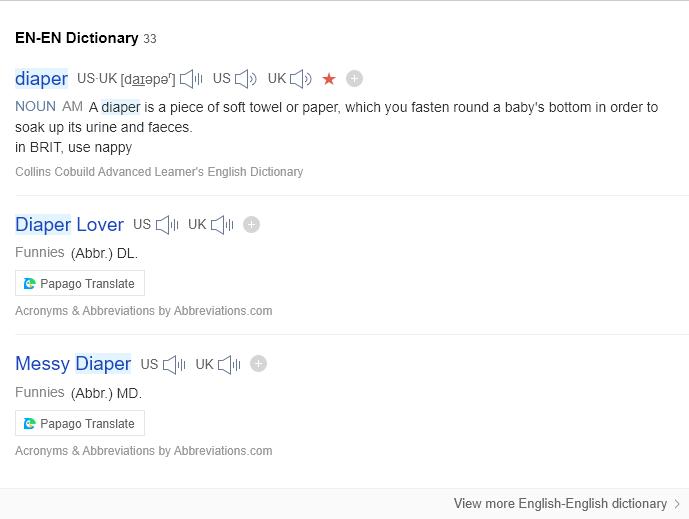 EN-EN Dictionary 33
diaper US·UK [daɪəpəʳ] US UK
NOUN AM A diaper is a piece of soft towel or paper, which you fasten round a baby's bottom in order to
soak up its urine and faeces.
in BRIT, use nappy
Collins Cobuild Advanced Learner's English Dictionary
Diaper Lover US UK
Funnies (Abbr.) DL.
Papago Translate
Acronyms & Abbreviations by Abbreviations.com
Messy Diaper US UK
Funnies (Abbr.) MD.
Papago Translate
Acronyms & Abbreviations by Abbreviations.com
View more English-English dictionary